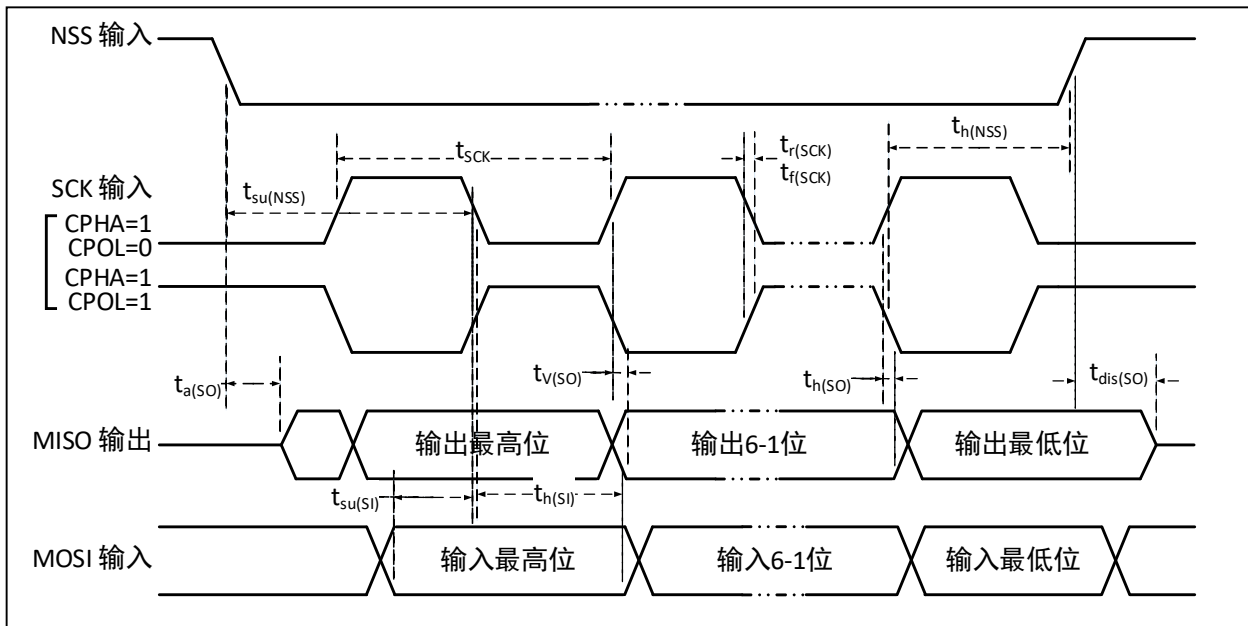 NSS 输入
t_h(NSS)
t_SCK
t_r(SCK)
t_f(SCK)
SCK 输入
t_su(NSS)
CPHA=1
CPOL=0
CPHA=1
CPOL=1
t_a(SO)
t_V(SO)
t_h(SO)
t_dis(SO)
MISO 输出
输出最高位
输出6-1位
输出最低位
t_su(SI)
t_h(SI)
MOSI 输入
输入最高位
输入6-1位
输入最低位